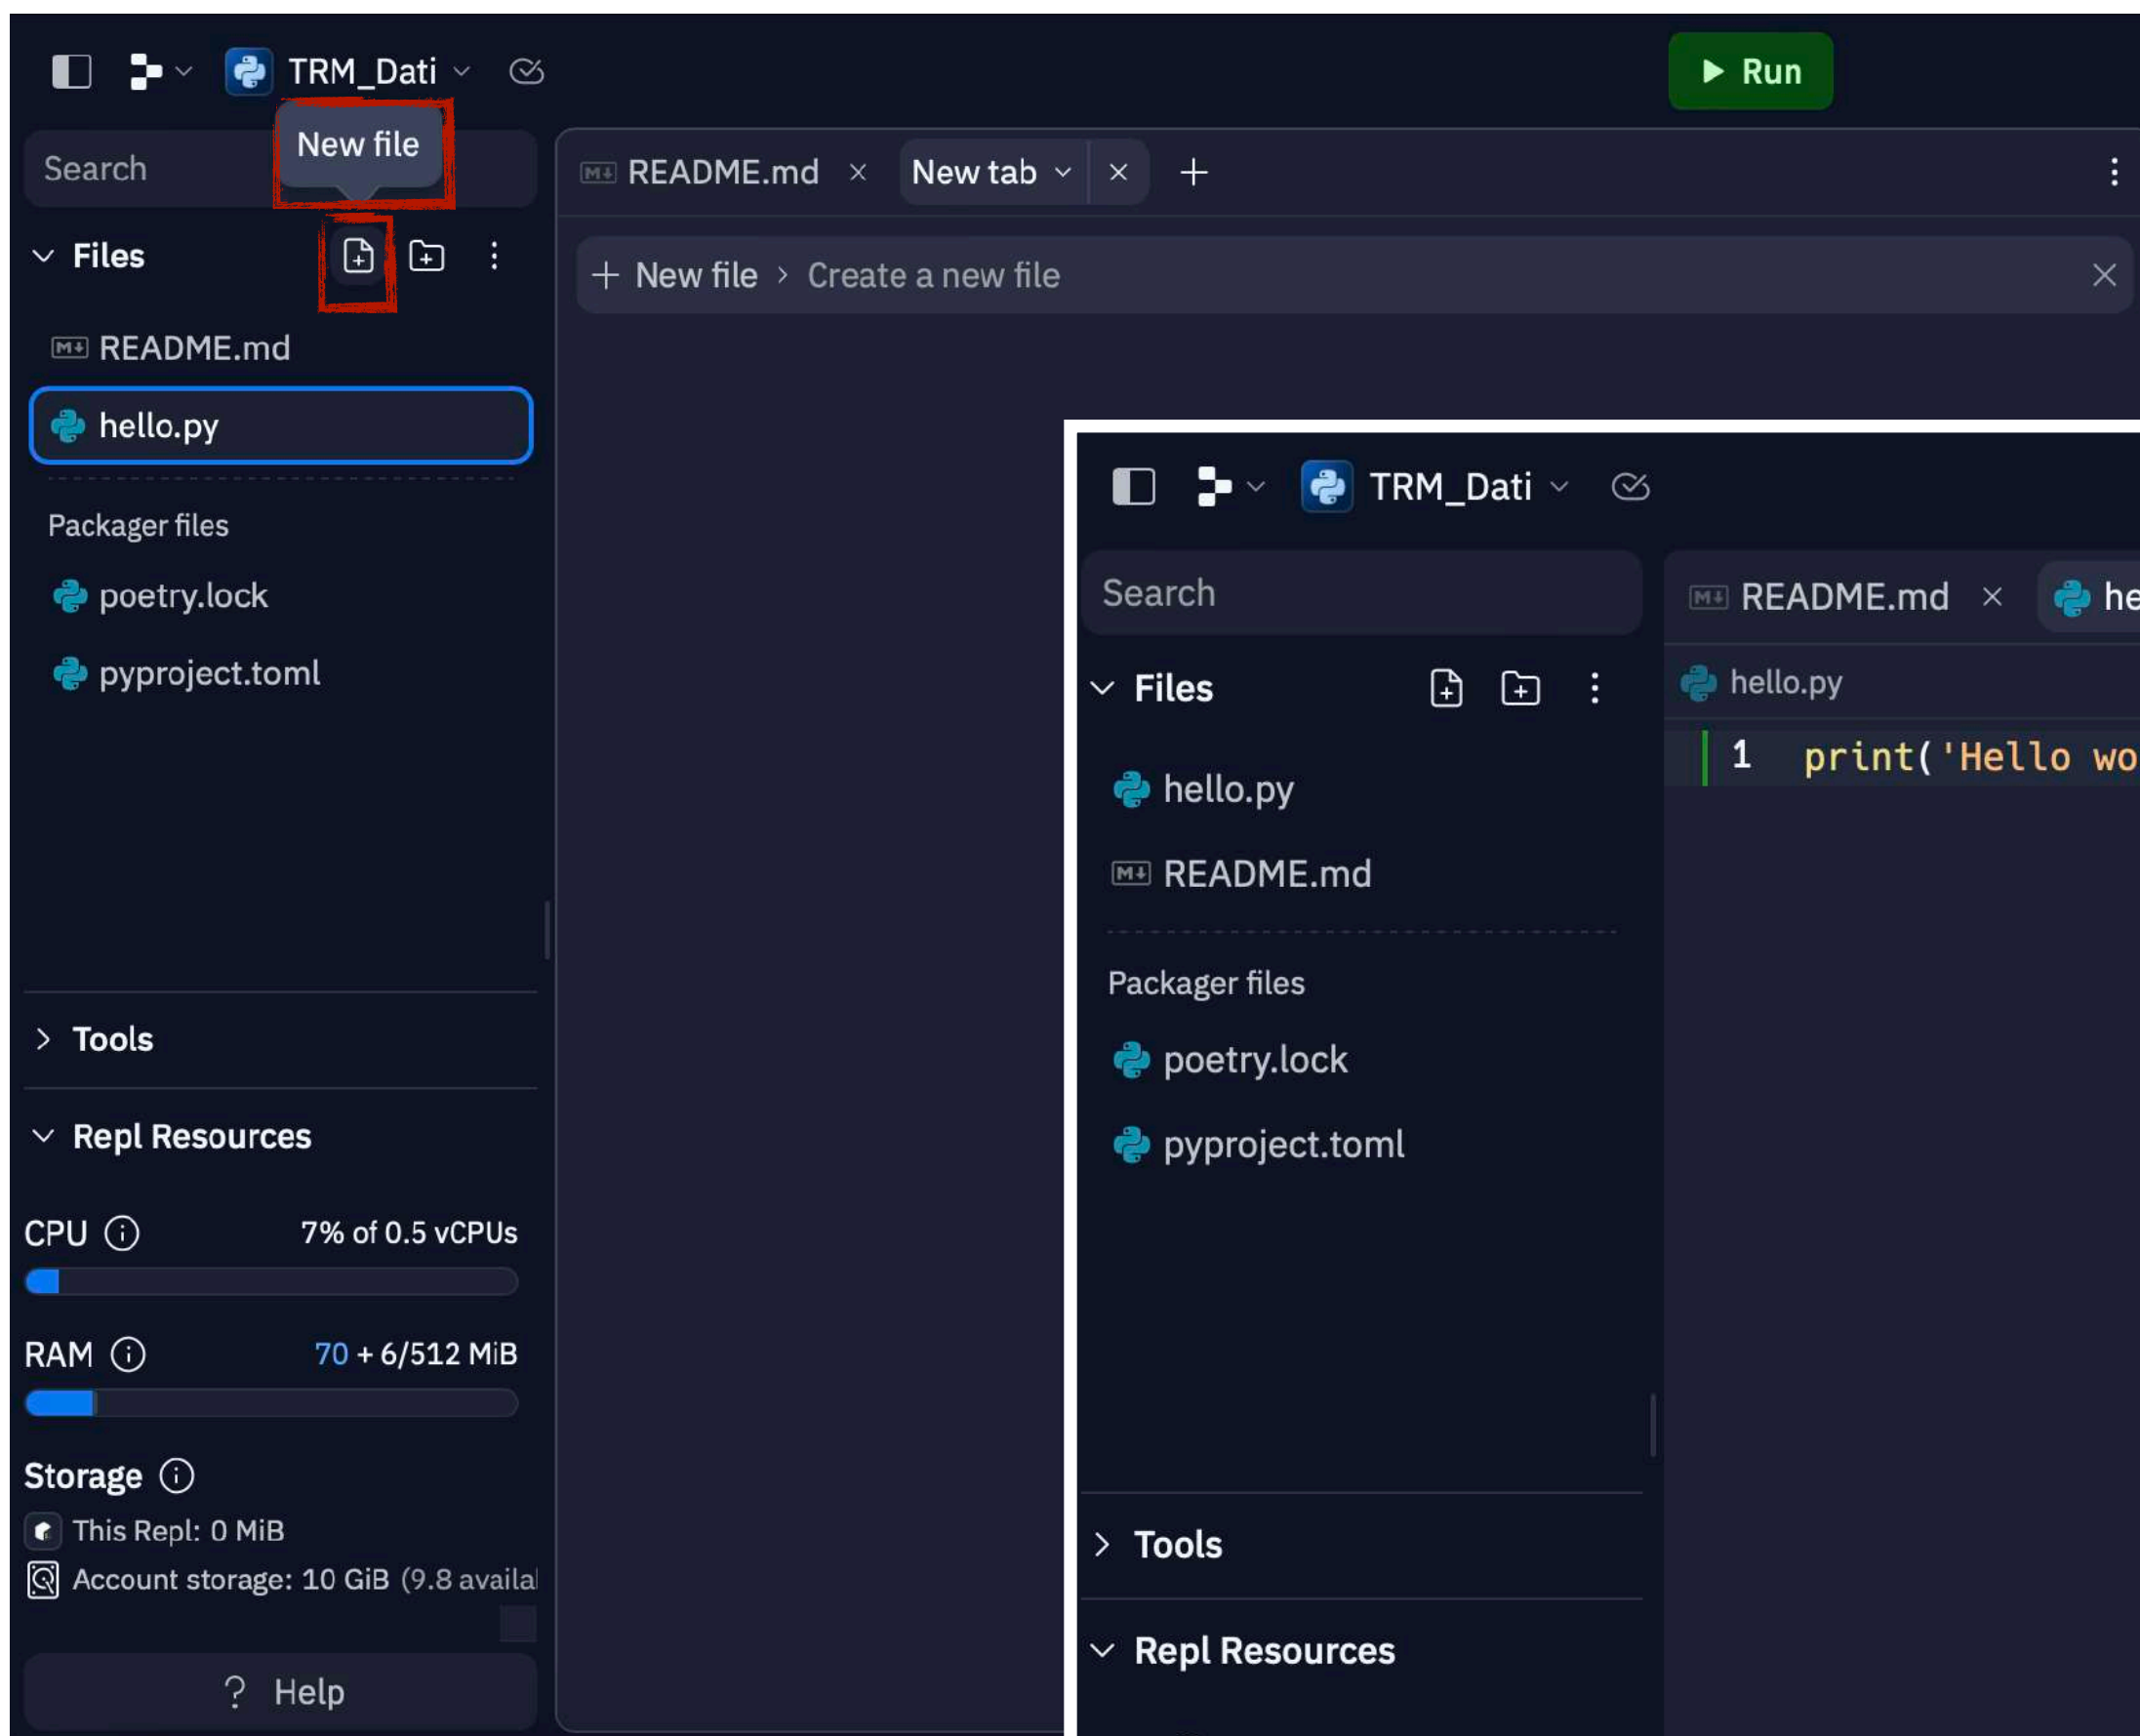 TRM_Dati
Run
New file
Search
README.md
New tab
Files
New file > Create a new file
README.md
hello.py
Packager files
poetry.lock
pyproject.toml
Tools
Repl Resources
CPU 7% of 0.5 vCPUs
RAM 70 + 6/512 MiB
Storage
This Repl: 0 MiB
Account storage: 10 GiB (9.8
? Help
TRM_Dati
Search
README.md
Files
hello.py
1 print('Hello
hello.py
README.md
Packager files
poetry.lock
pyproject.toml
Tools
Repl Resources